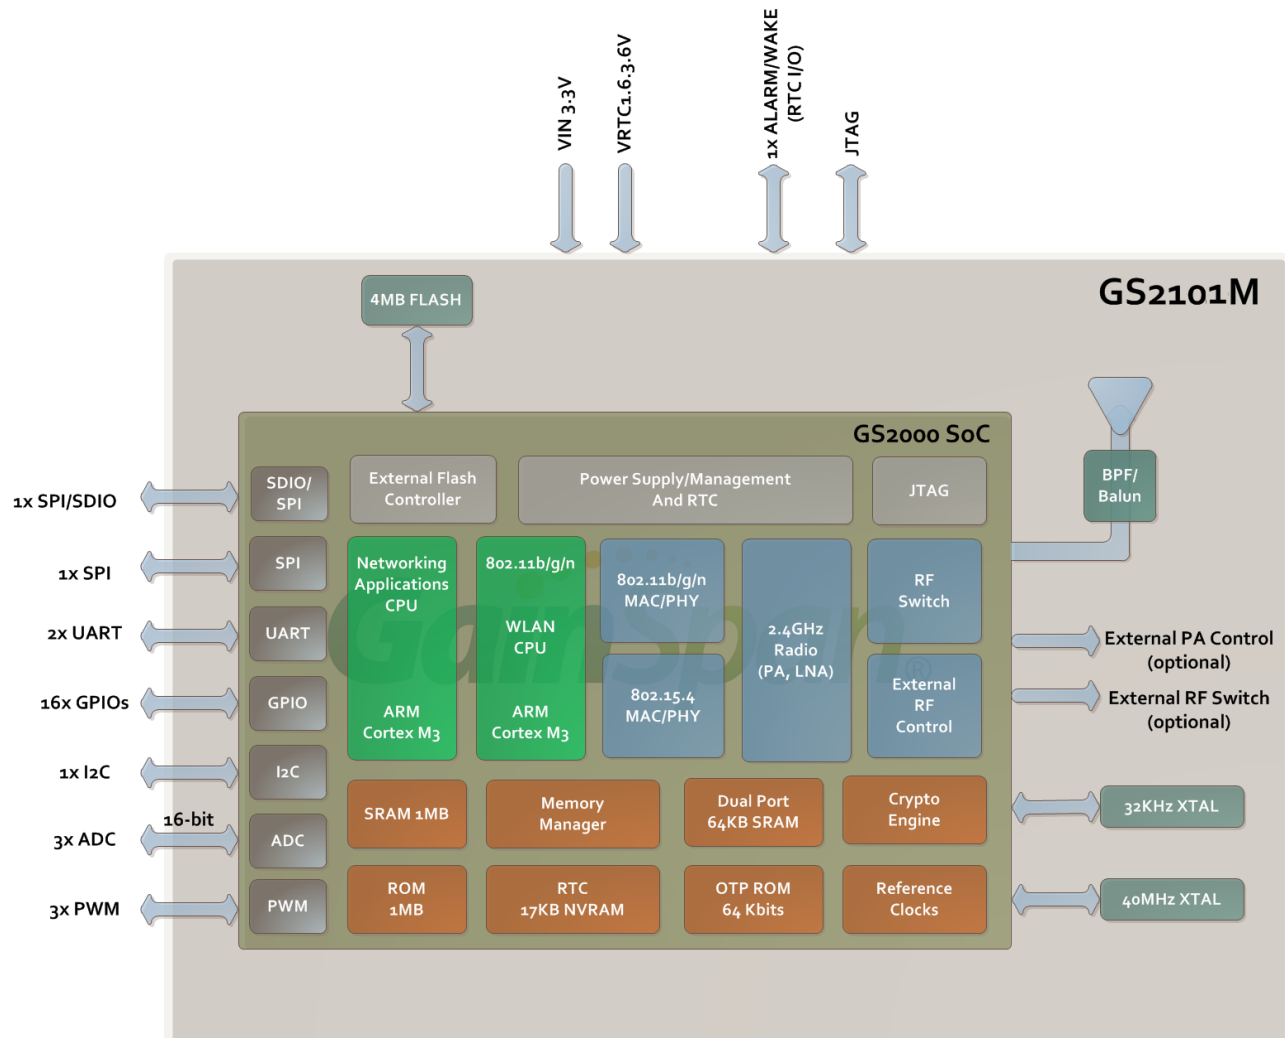 VIN 3.3V
VRTC1.6.3.6V
1x ALARM/WAKE
(RTC I/O)
JTAG
GS2101M
4MB FLASH
GS2000 SoC
BPF/
Balun
1x SPI/SDIO
SDIO/
SPI
External Flash
Controller
Power Supply/Management
And RTC
JTAG
1x SPI
SPI
Networking
Applications
CPU
ARM
Cortex M3
802.11b/g/n
WLAN
CPU
ARM
Cortex M3
802.11b/g/n
MAC/PHY
802.15.4
MAC/PHY
2.4GHz
Radio
(PA, LNA)
RF
Switch
External
RF
Control
GainSpan®
2x UART
UART
External PA Control
(optional)
16x GPIOs
GPIO
External RF Switch
(optional)
1x I2C
I2C
16-bit
3x ADC
ADC
SRAM 1MB
Memory
Manager
Dual Port
64KB SRAM
Crypto
Engine
32KHz XTAL
3x PWM
PWM
ROM
1MB
RTC
17KB NVRAM
OTP ROM
64 Kbits
Reference
Clocks
40MHz XTAL